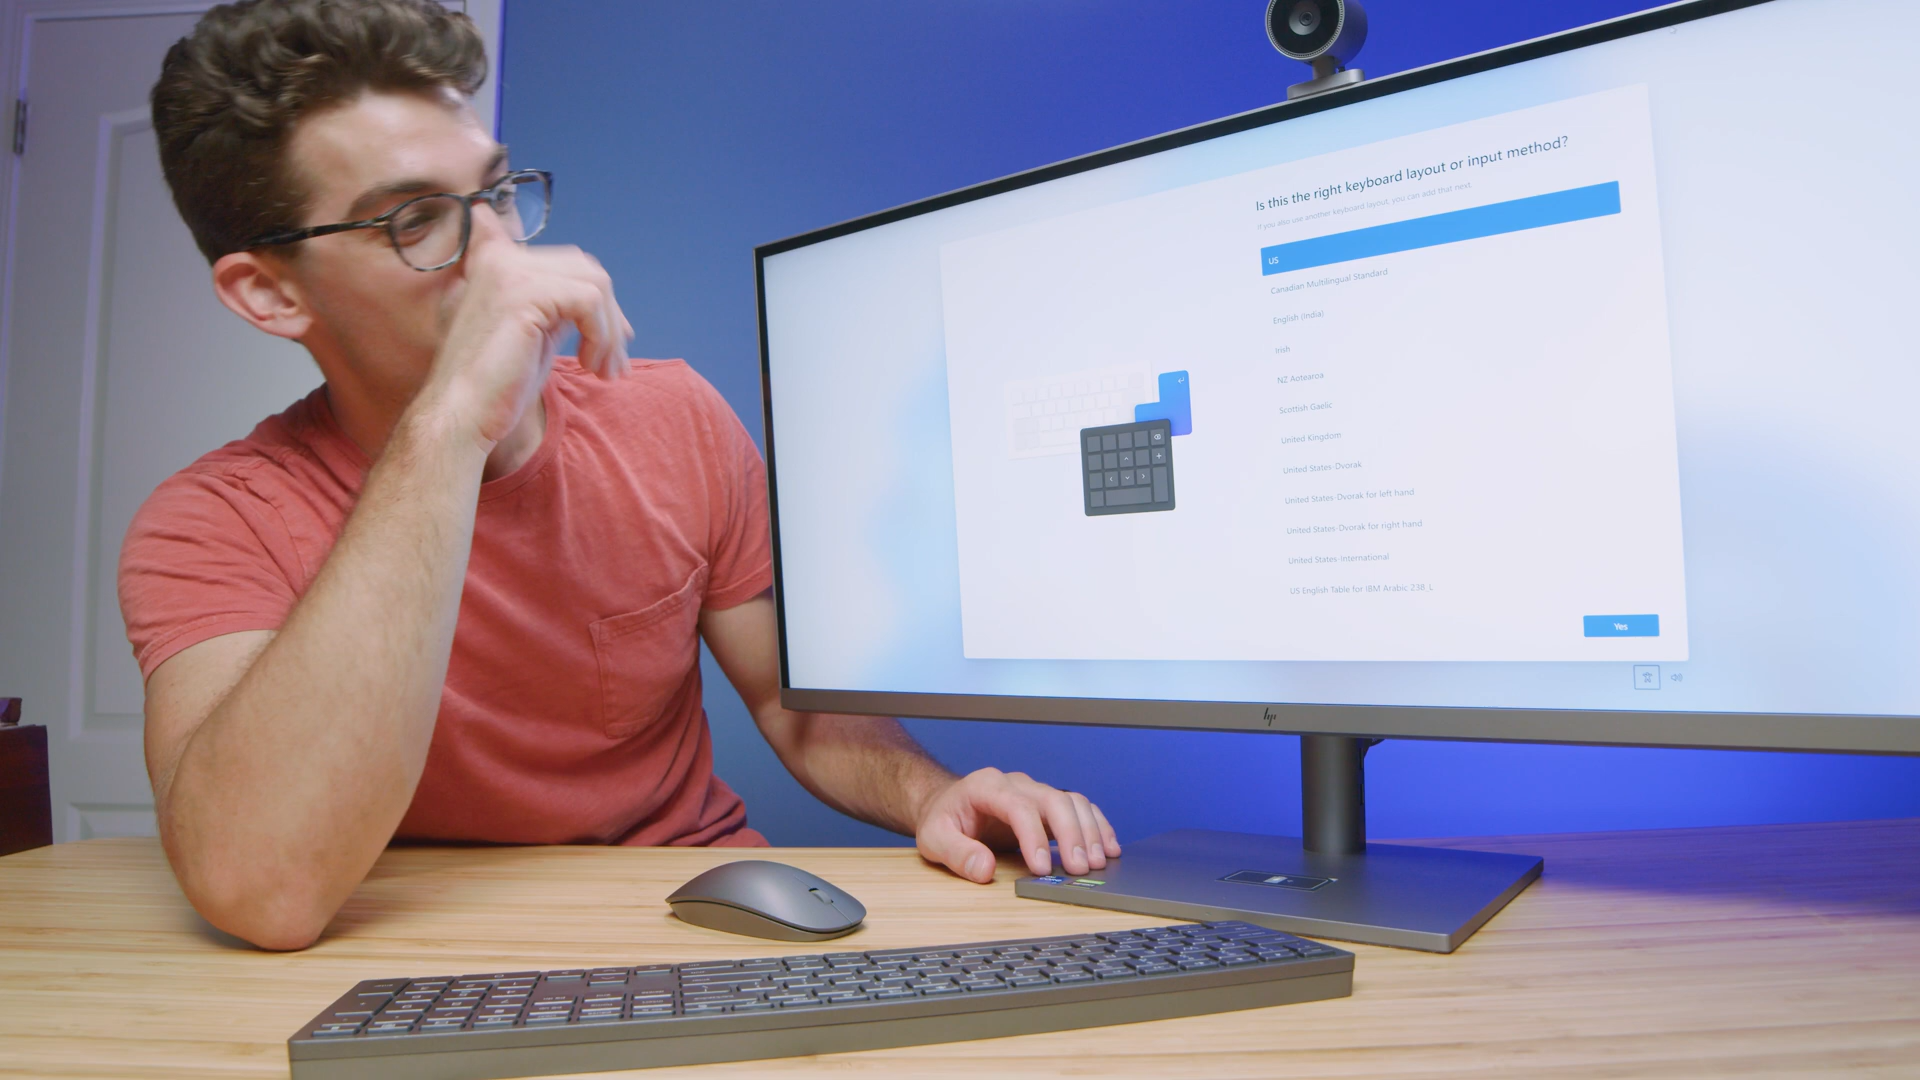 Is this the right keyboard layout or input method?
If you also use another keyboard layout, you can add that next.
US
Canadian Multilingual Standard
English (India)
Irish
NZ Aotearoa
Scottish Gaelic
United Kingdom
United States-Dvorak
United States-Dvorak for left hand
United States-Dvorak for right hand
United States-International
US English Table for IBM Arabic 238_L
Yes
hp